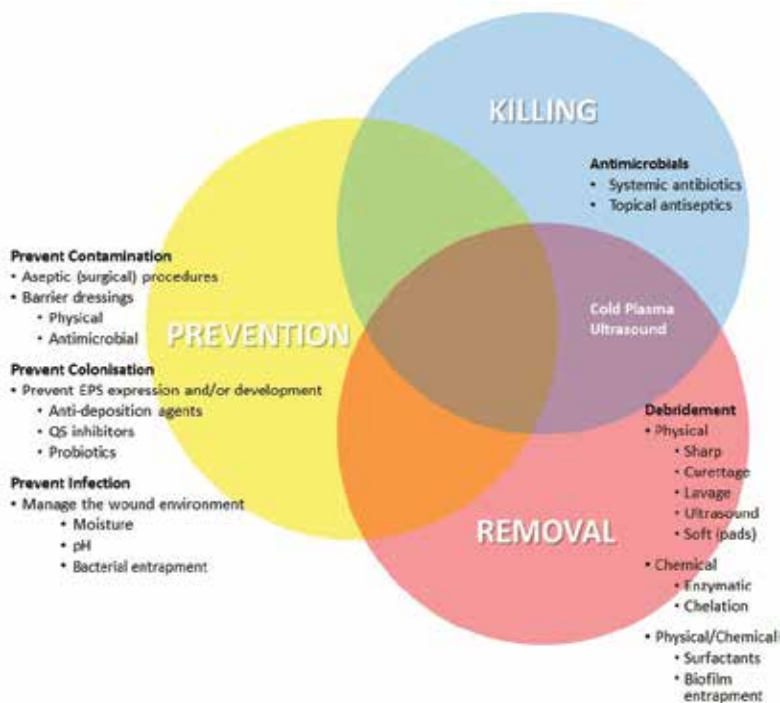 KILLING
Antimicrobials
• Systemic antibiotics
• Topical antiseptics
Prevent Contamination
• Aseptic (surgical) procedures
• Barrier dressings
• Physical
• Antimicrobial
PREVENTION
Cold Plasma
Ultrasound
Prevent Colonisation
• Prevent EPS expression and/or development
• Anti-deposition agents
• QS inhibitors
• Probiotics
Prevent Infection
• Manage the wound environment
• Moisture
• pH
• Bacterial entrapment
Debridement
• Physical
• Sharp
• Curettage
• Lavage
• Ultrasound
• Soft (pads)
REMOVAL
• Chemical
• Enzymatic
• Chelation
• Physical/Chemical
• Surfactants
• Biofilm
entrapment